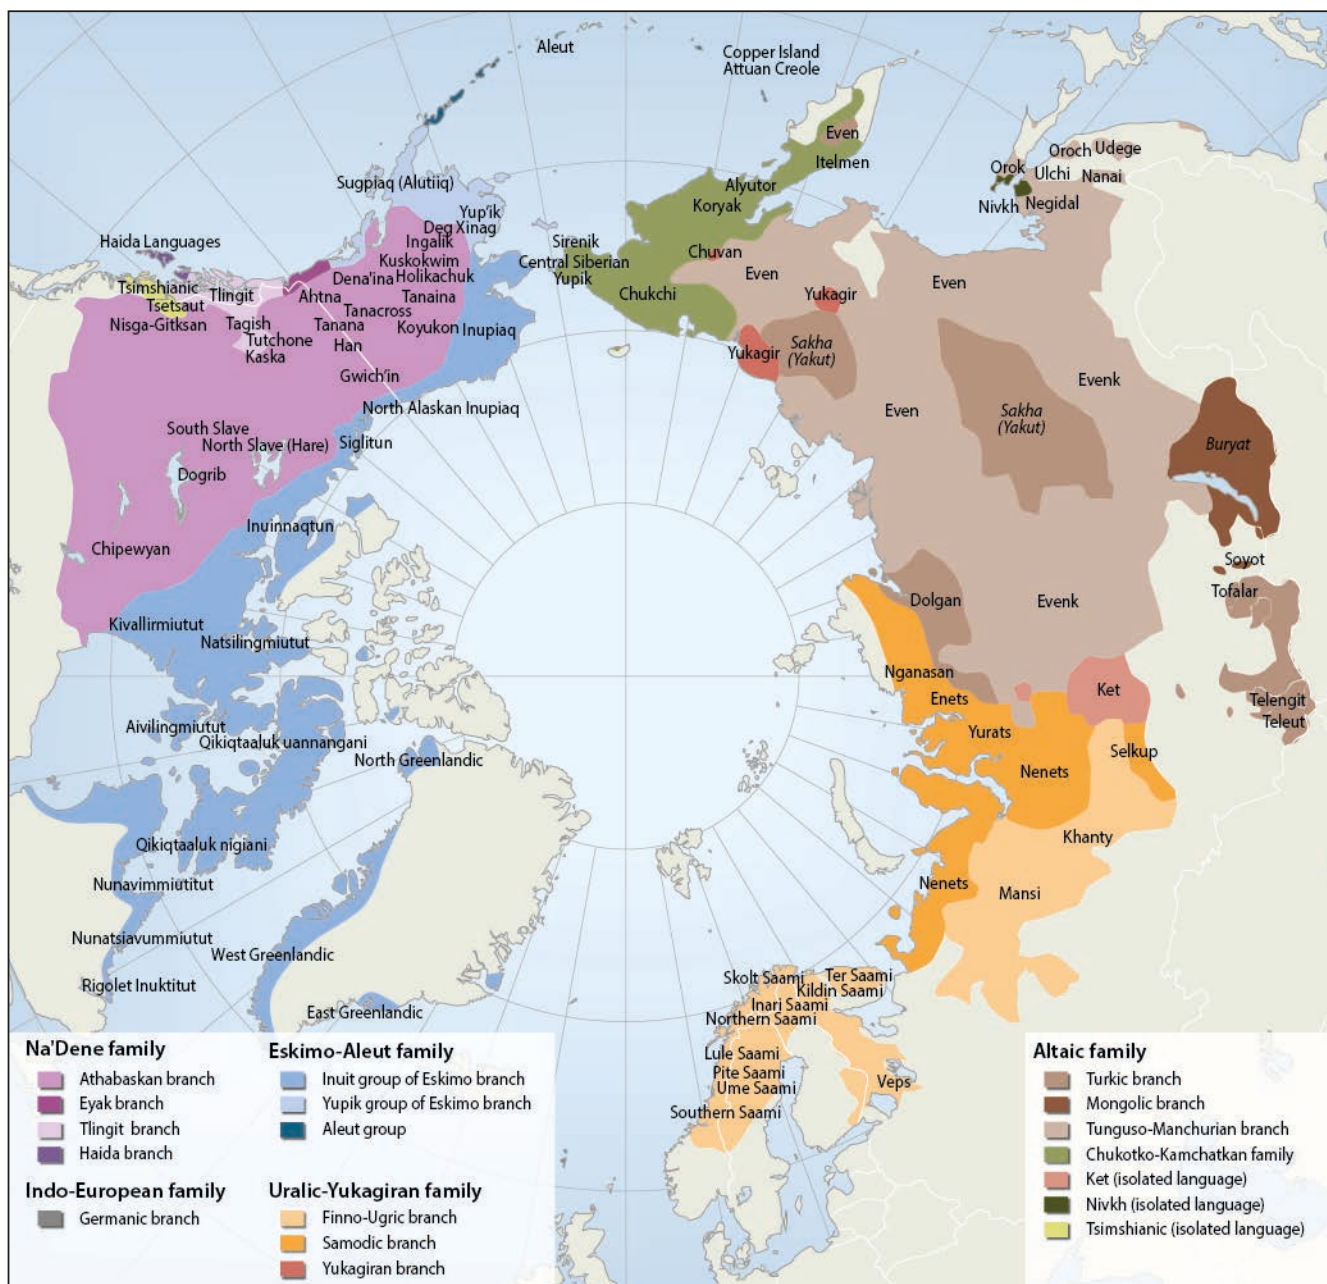 Aleut
Copper Island
Attuan Creole
Even
Itelmen
Oroch
Udege
Orok
Ulchi
Nanai
Nivkh
Negidal
Alyutor
Koryak
Sugpiaq (Alutiiq)
Yup'ik
Deg Xinag
Ingalik
Kuskokwim
Holikachuk
Dena'ina
Haida Languages
Sirenik
Central Siberian
Yupik
Chuvan
Even
Even
Chukchi
Yukagir
Tsimshianic
Tsetsaut
Nisga-Gitksan
Tlingit
Tagish
Tutchone
Kaska
Ahtna
Tanaina
Tanacross
Tanana
Koyukon
Inupiaq
Han
Gwich'in
Yukagir
Sakha
(Yakut)
Evenk
North Alaskan Inupiaq
Even
Sakha
(Yakut)
Buryat
South Slave
North Slave (Hare)
Siglitun
Dogrib
Inuinnaqtun
Chipewyan
Soyot
Tofalar
Dolgan
Evenk
Kivallirmiutut
Natsilingmiutut
Nganasan
Enets
Ket
Telengit
Teleut
Aivilingmiutut
Qikiqtaaluk uannangani
North Greenlandic
Yurats
Selkup
Nenets
Khanty
Qikiqtaaluk nigiani
Nunavimmiutitut
Nenets
Mansi
Nunatsiavummiutut
West Greenlandic
Rigolet Inuktitut
East Greenlandic
Skolt Saami
Ter Saami
Kildin Saami
Inari Saami
Northern Saami
Lule Saami
Pite Saami
Ume Saami
Southern Saami
Veps
Na'Dene family
Athabaskan branch
Eyak branch
Tlingit branch
Haida branch
Indo-European family
Germanic branch
Eskimo-Aleut family
Inuit group of Eskimo branch
Yupik group of Eskimo branch
Aleut group
Uralic-Yukagiran family
Finno-Ugric branch
Samodic branch
Yukagiran branch
Altaic family
Turkic branch
Mongolic branch
Tunguso-Manchurian branch
Chukotko-Kamchatkan family
Ket (isolated language)
Nivkh (isolated language)
Tsimshianic (isolated language)